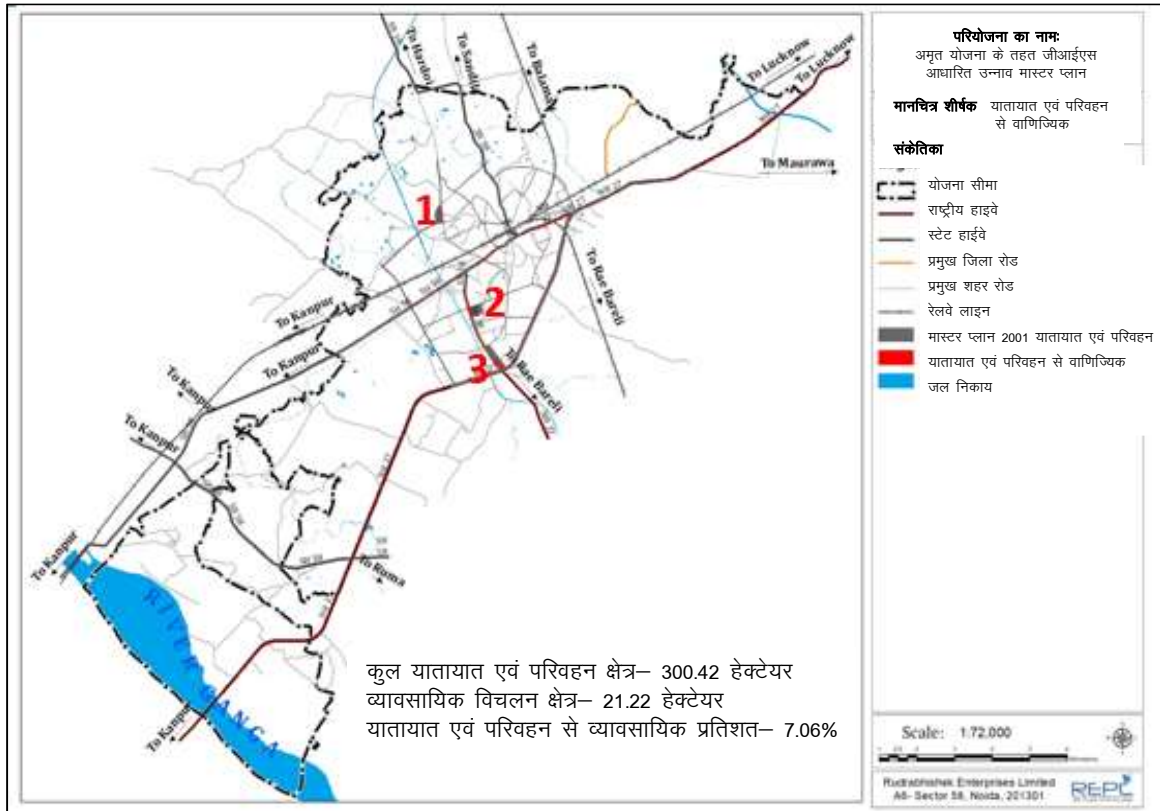 To Hardoi
To Sandila
To Balamau
To Lucknow
To Lucknow
To Maurawa
1
To Rae Bareli
2
To Kanpur
To Kanpur
3
To Rae Bareli
To Kanpur
To Kanpur
To Kanpur
To Ruma
RIVER GANGA
To Kanpur
कुल यातायात एवं परिवहन क्षेत्र– 300.42 हेक्टेयर
व्यावसायिक विचलन क्षेत्र– 21.22 हेक्टेयर
यातायात एवं परिवहन से व्यावसायिक प्रतिशत– 7.06%
परियोजना का नामः
अमृत योजना के तहत जीआईएस
आधारित उन्नाव मास्टर प्लान
मानचित्र शीर्षक यातायात एवं परिवहन
से वाणिज्यिक
संकेतिका
योजना सीमा
राष्ट्रीय हाइवे
स्टेट हाईवे
प्रमुख जिला रोड
प्रमुख शहर रोड
रेलवे लाइन
मास्टर प्लान 2001 यातायात एवं परिवहन
यातायात एवं परिवहन से वाणिज्यिक
जल निकाय
Scale: 1:72,000
Rudrabhishek Enterprises Limited
A6- Sector 58, Noida, 201301
REPL